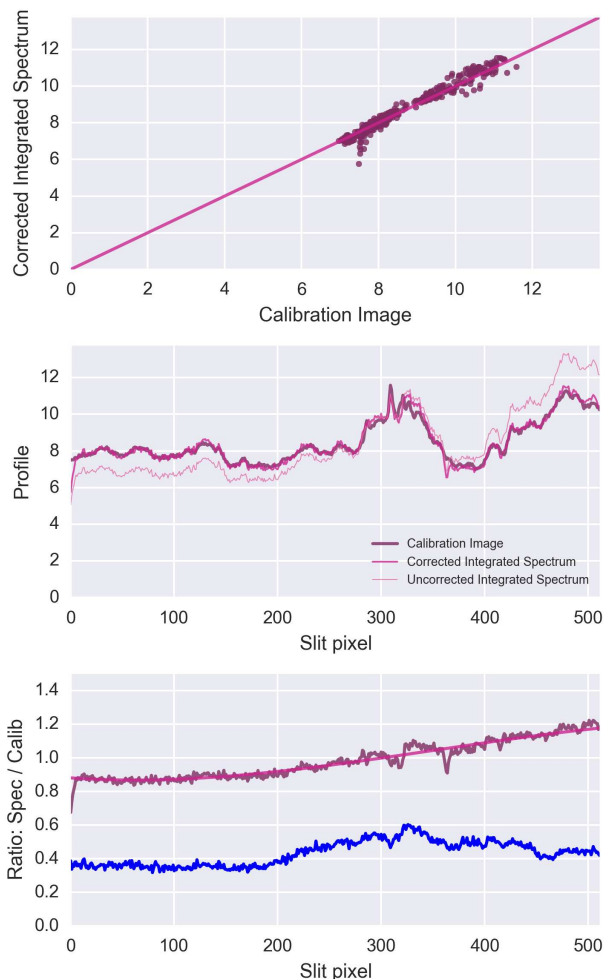 Corrected Integrated Spectrum
12
10
8
6
4
2
0
0 2 4 6 8 10 12
Calibration Image
Profile
12
10
8
6
4
2
0
Calibration Image
Corrected Integrated Spectrum
Uncorrected Integrated Spectrum
0 100 200 300 400 500
Slit pixel
Ratio: Spec / Calib
1.4
1.2
1.0
0.8
0.6
0.4
0.2
0.0
0 100 200 300 400 500
Slit pixel